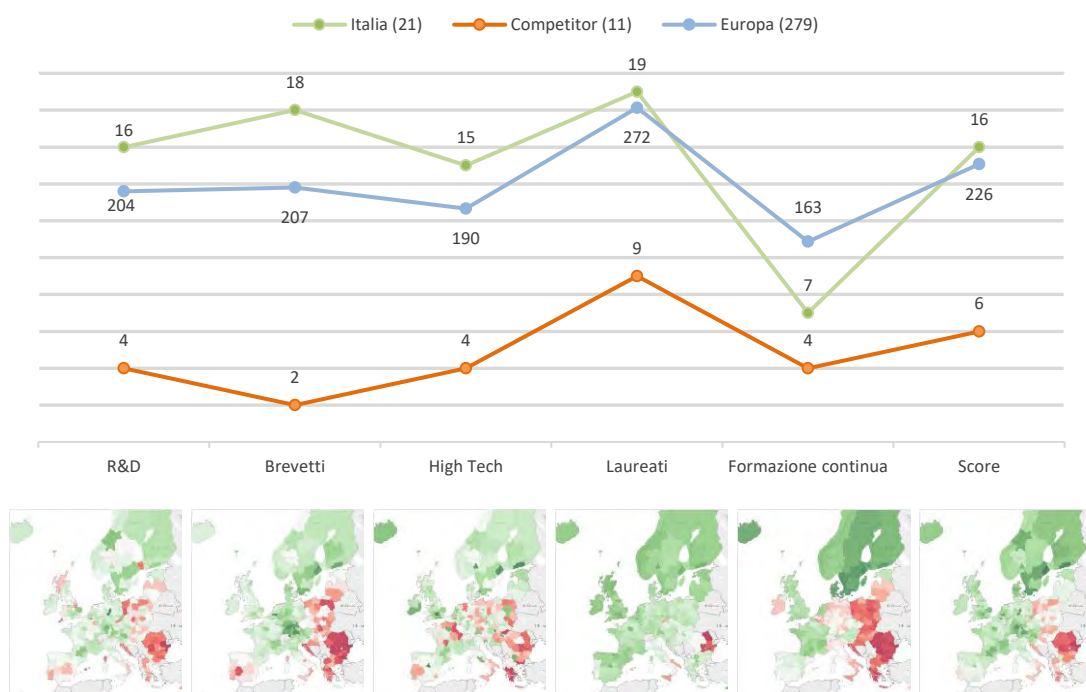 Italia (21) Competitor (11) Europa (279)
19
18
16 15 16
272
204 207 226
190 163
9
7
6
4 4 4
2
R&D Brevetti High Tech Laureati Formazione continua Score